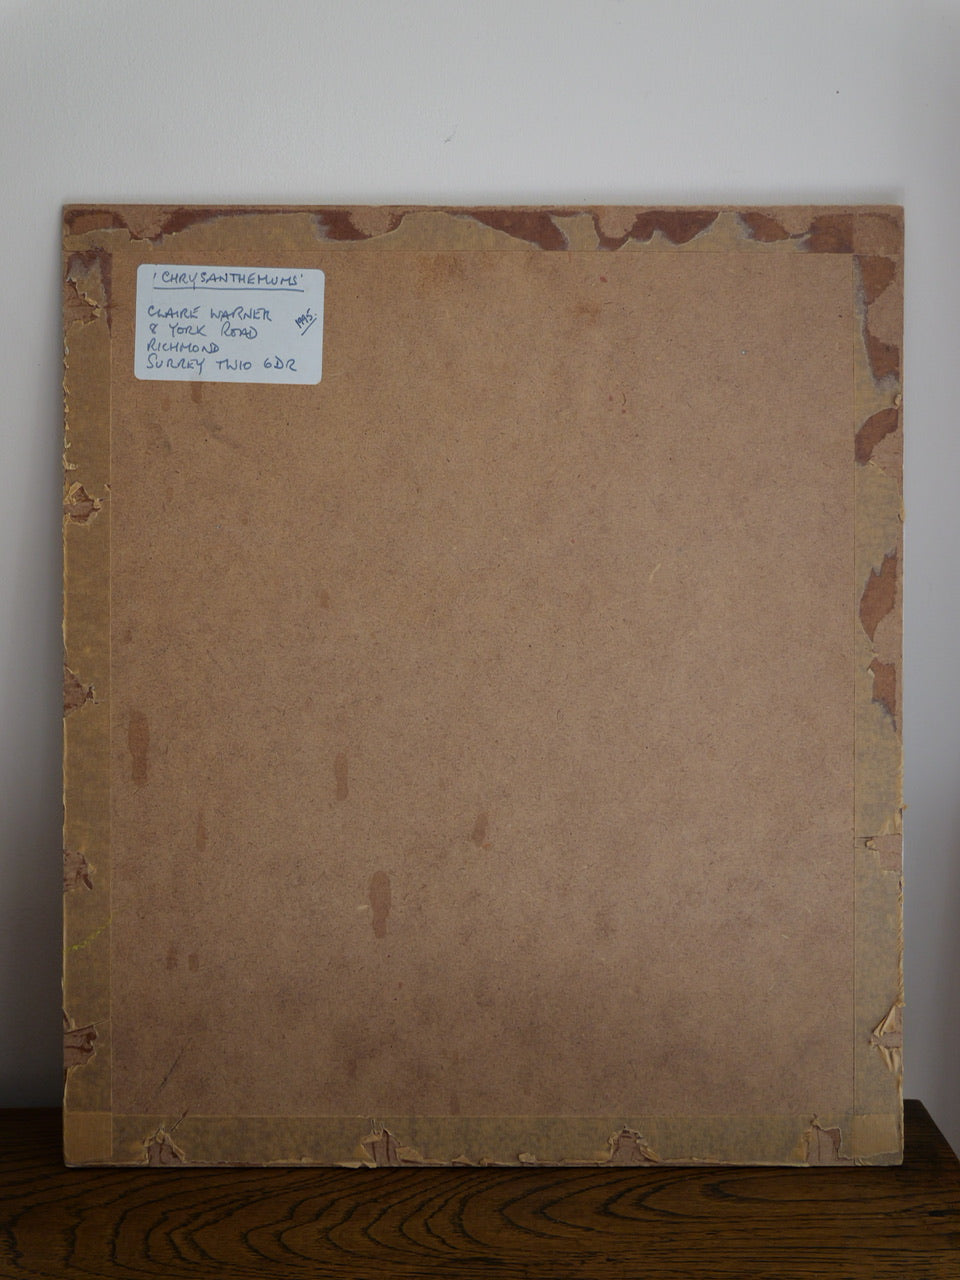 'CHRYSANTHEMUMS'
CLAIRE WARNER
8 YORK ROAD
RICHMOND
SURREY TW10 6DR
1995.